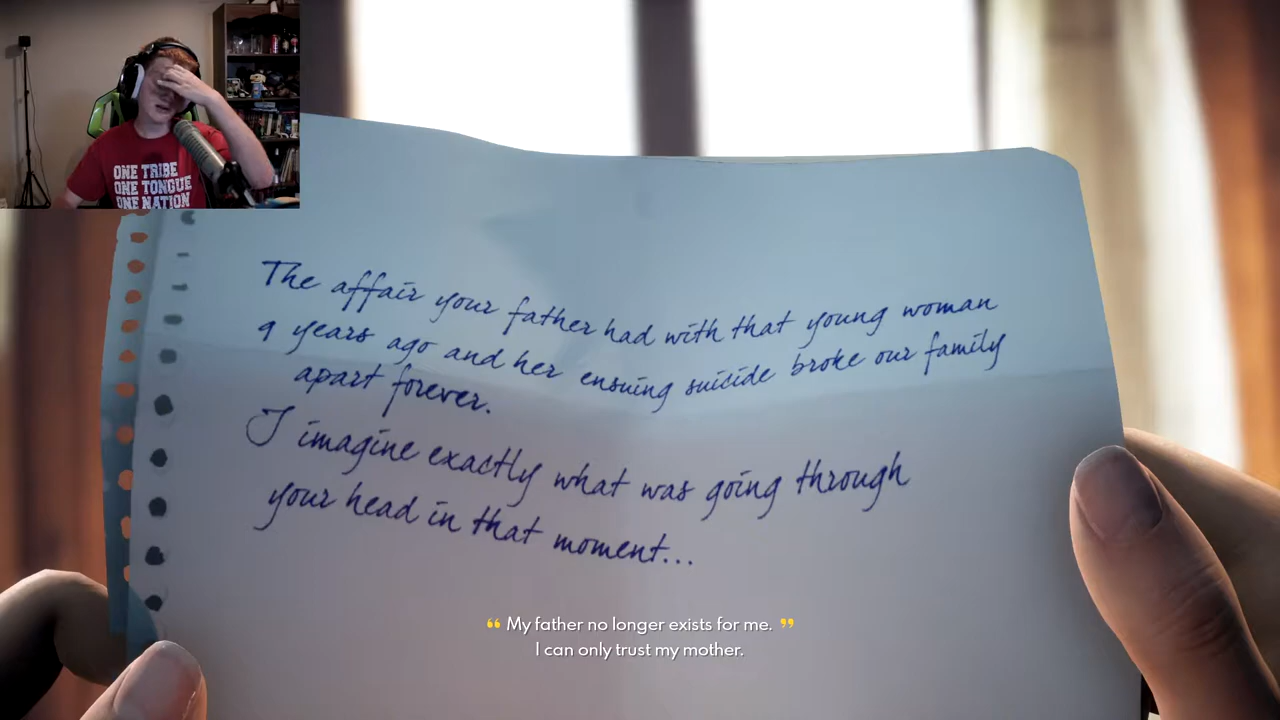 ONE TRIBE
ONE TONGUE
ONE NATION
The affair your father had with that young woman
9 years ago and her ensuing suicide broke our family
apart forever.
I imagine exactly what was going through
your head in that moment...
“ My father no longer exists for me. ”
I can only trust my mother.